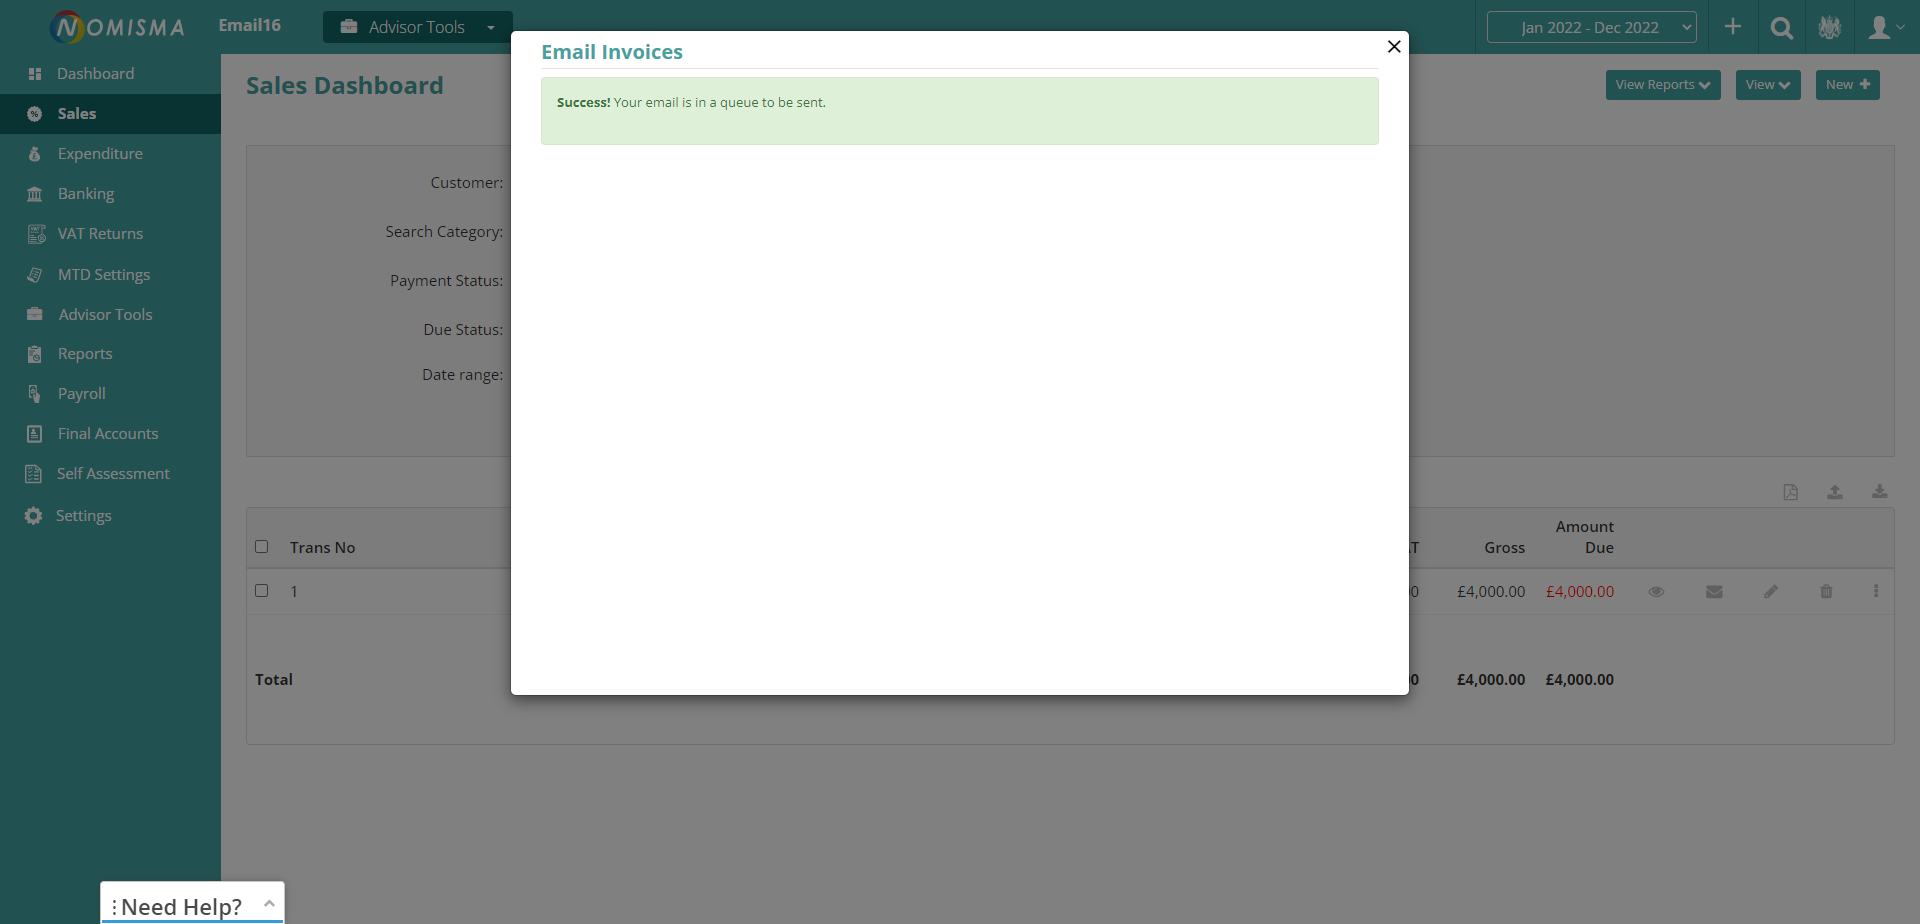 NOMISMA
Email16
Advisor Tools
Jan 2022 - Dec 2022
Dashboard
Sales
Expenditure
Banking
VAT Returns
MTD Settings
Advisor Tools
Reports
Payroll
Final Accounts
Self Assessment
Settings
Sales Dashboard
View Reports
View
New
Customer:
Search Category:
Payment Status:
Due Status:
Date range:
Email Invoices
Success! Your email is in a queue to be sent.
Trans No
Gross
Amount
Due
1
£4,000.00
£4,000.00
Total
£4,000.00
£4,000.00
Need Help?